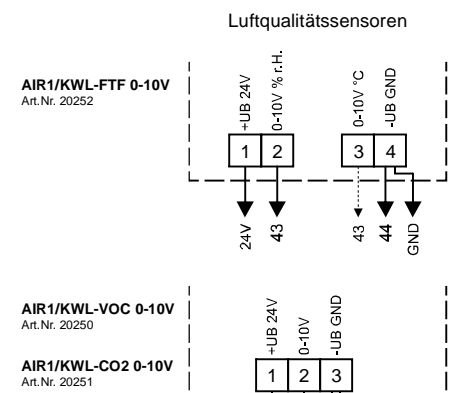 Luftqualitätssensoren
AIR1/KWL-FTF 0-10V
Art.Nr. 20252
+UB 24V
0-10V % r.H.
0-10V °C
-UB GND
1 2 3 4
24V
43
43
44
GND
AIR1/KWL-VOC 0-10V
Art.Nr. 20250
AIR1/KWL-CO2 0-10V
Art.Nr. 20251
+UB 24V
0-10V
-UB GND
1 2 3